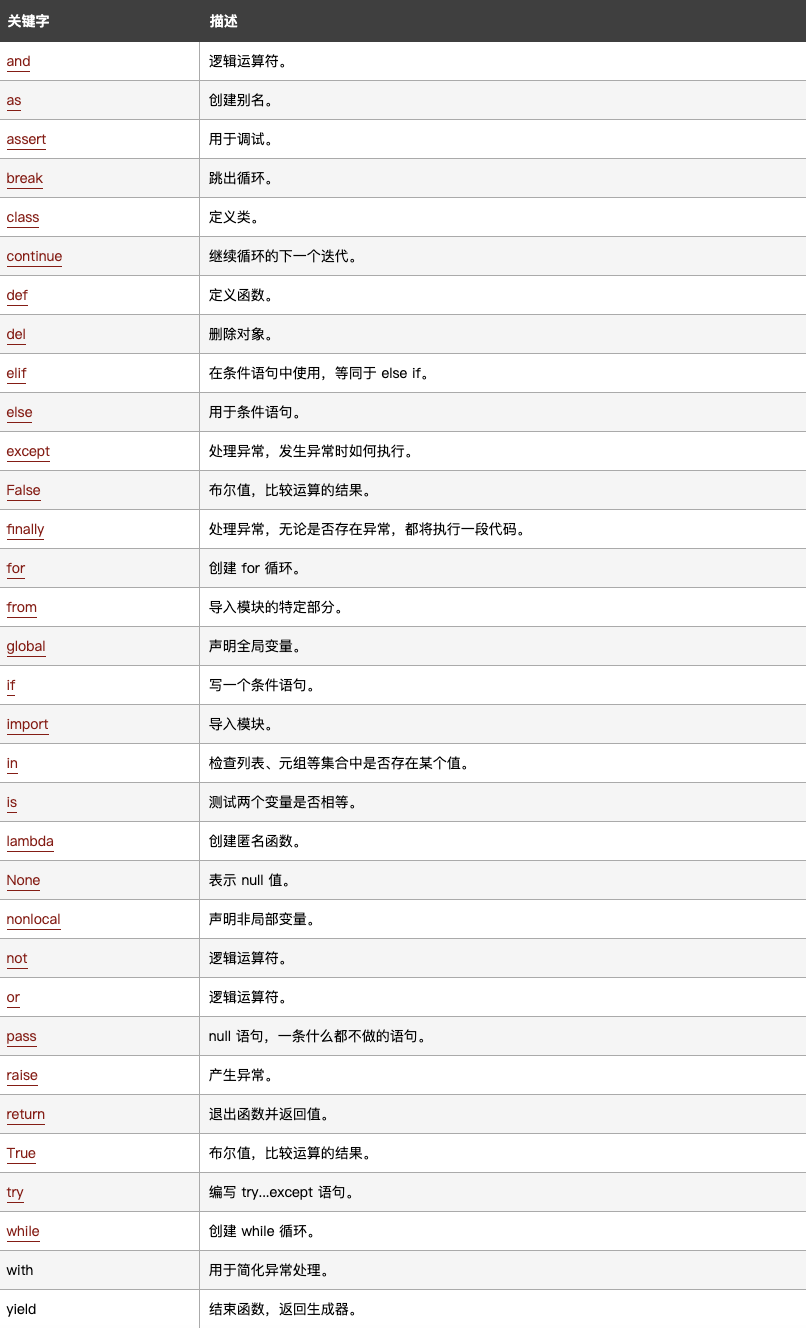 关键字 描述
and 逻辑运算符。
as 创建别名。
assert 用于调试。
break 跳出循环。
class 定义类。
continue 继续循环的下一个迭代。
def 定义函数。
del 删除对象。
elif 在条件语句中使用，等同于 else if。
else 用于条件语句。
except 处理异常，发生异常时如何执行。
False 布尔值，比较运算的结果。
finally 处理异常，无论是否存在异常，都将执行一段代码。
for 创建 for 循环。
from 导入模块的特定部分。
global 声明全局变量。
if 写一个条件语句。
import 导入模块。
in 检查列表、元组等集合中是否存在某个值。
is 测试两个变量是否相等。
lambda 创建匿名函数。
None 表示 null 值。
nonlocal 声明非局部变量。
not 逻辑运算符。
or 逻辑运算符。
pass null 语句，一条什么都不做的语句。
raise 产生异常。
return 退出函数并返回值。
True 布尔值，比较运算的结果。
try 编写 try...except 语句。
while 创建 while 循环。
with 用于简化异常处理。
yield 结束函数，返回生成器。